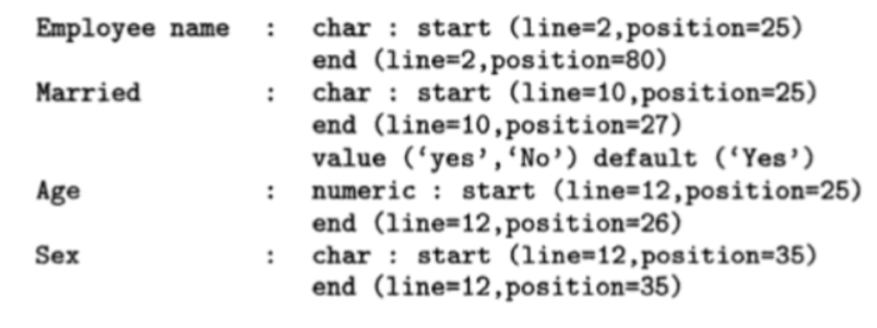 Employee name : char : start (line=2,position=25)
end (line=2,position=80)
Married : char : start (line=10,position=25)
end (line=10,position=27)
value (‘yes’,‘No’) default (‘Yes’)
Age : numeric : start (line=12,position=25)
end (line=12,position=26)
Sex : char : start (line=12,position=35)
end (line=12,position=35)